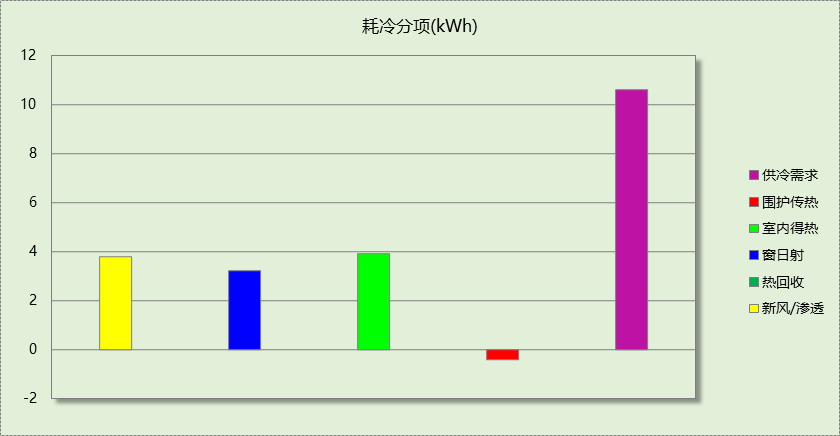 耗冷分项(kWh)
12
10
8
6
4
2
0
-2
供冷需求
围护传热
室内得热
窗日射
热回收
新风/渗透